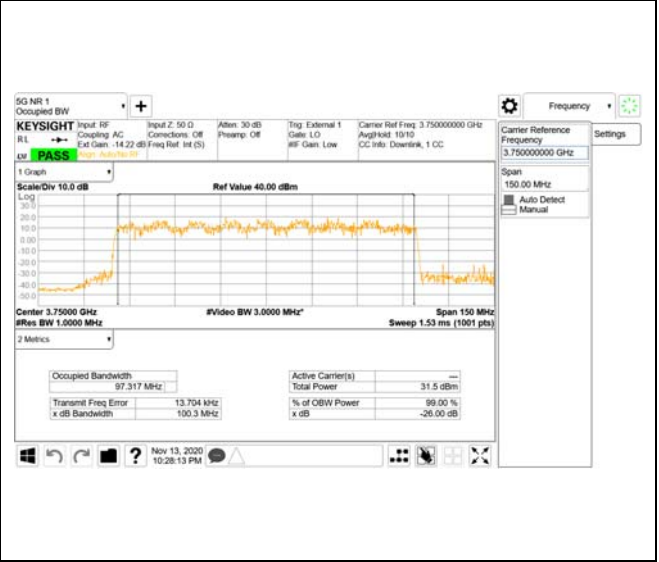 5G NR 1
Occupied BW
Frequency
KEYSIGHT
R L
PASS
Input: RF
Coupling: AC
Ext Gain: -14.22 dB
Align: Auto/No RF
Input Z: 50 Ω
Corrections: Off
Freq Ref: Int (S)
Atten: 30 dB
Preamp: Off
Trig: External 1
Gate: LO
#IF Gain: Low
Carrier Ref Freq: 3.750000000 GHz
Avg|Hold: 10/10
CC Info: Downlink, 1 CC
Carrier Reference
Frequency
3.750000000 GHz
Settings
Span
150.00 MHz
Auto Detect
Manual
1 Graph
Scale/Div 10.0 dB
Ref Value 40.00 dBm
Log
30.0
20.0
10.0
0.00
-10.0
-20.0
-30.0
-40.0
-50.0
Center 3.75000 GHz
#Video BW 3.0000 MHz*
Span 150 MHz
#Res BW 1.0000 MHz
Sweep 1.53 ms (1001 pts)
2 Metrics
Occupied Bandwidth
97.317 MHz
Active Carrier(s)
—
Total Power
31.5 dBm
Transmit Freq Error
13.704 kHz
% of OBW Power
99.00 %
x dB Bandwidth
100.3 MHz
x dB
-26.00 dB
Nov 13, 2020
10:28:13 PM